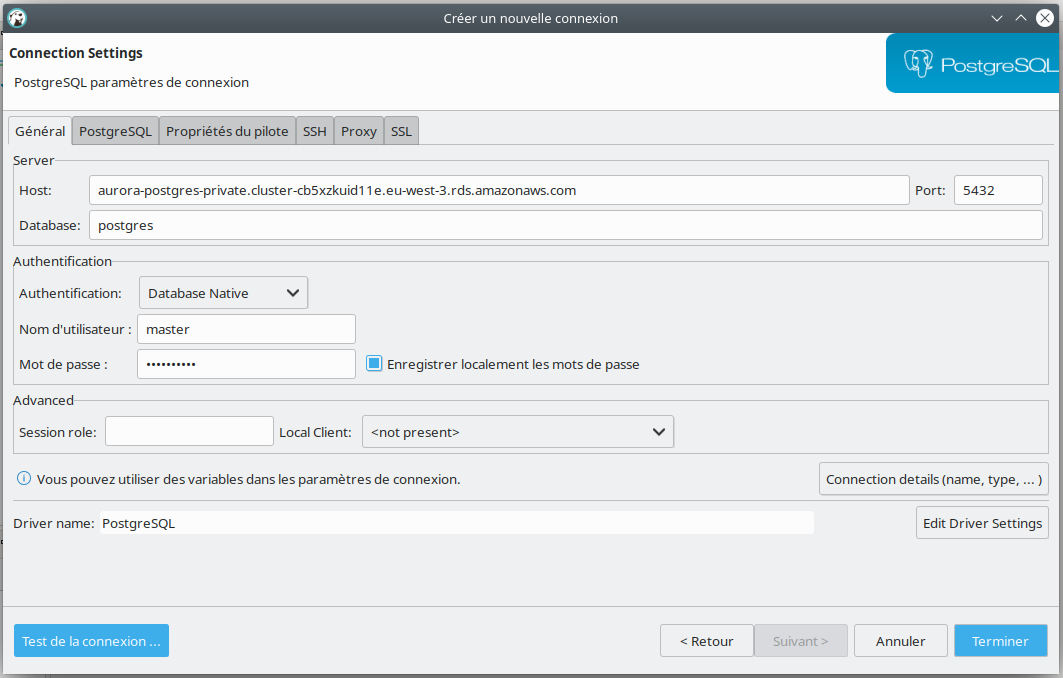 Créer un nouvelle connexion
Connection Settings
PostgreSQL paramètres de connexion
PostgreSQL
Général PostgreSQL Propriétés du pilote SSH Proxy SSL
Server
Host: aurora-postgres-private.cluster-cb5xzkuid11e.eu-west-3.rds.amazonaws.com Port: 5432
Database: postgres
Authentification
Authentification: Database Native
Nom d'utilisateur : master
Mot de passe : •••••••••• Enregistrer localement les mots de passe
Advanced
Session role: Local Client: <not present>
Vous pouvez utiliser des variables dans les paramètres de connexion. Connection details (name, type, ... )
Driver name: PostgreSQL Edit Driver Settings
Test de la connexion ... < Retour Suivant > Annuler Terminer